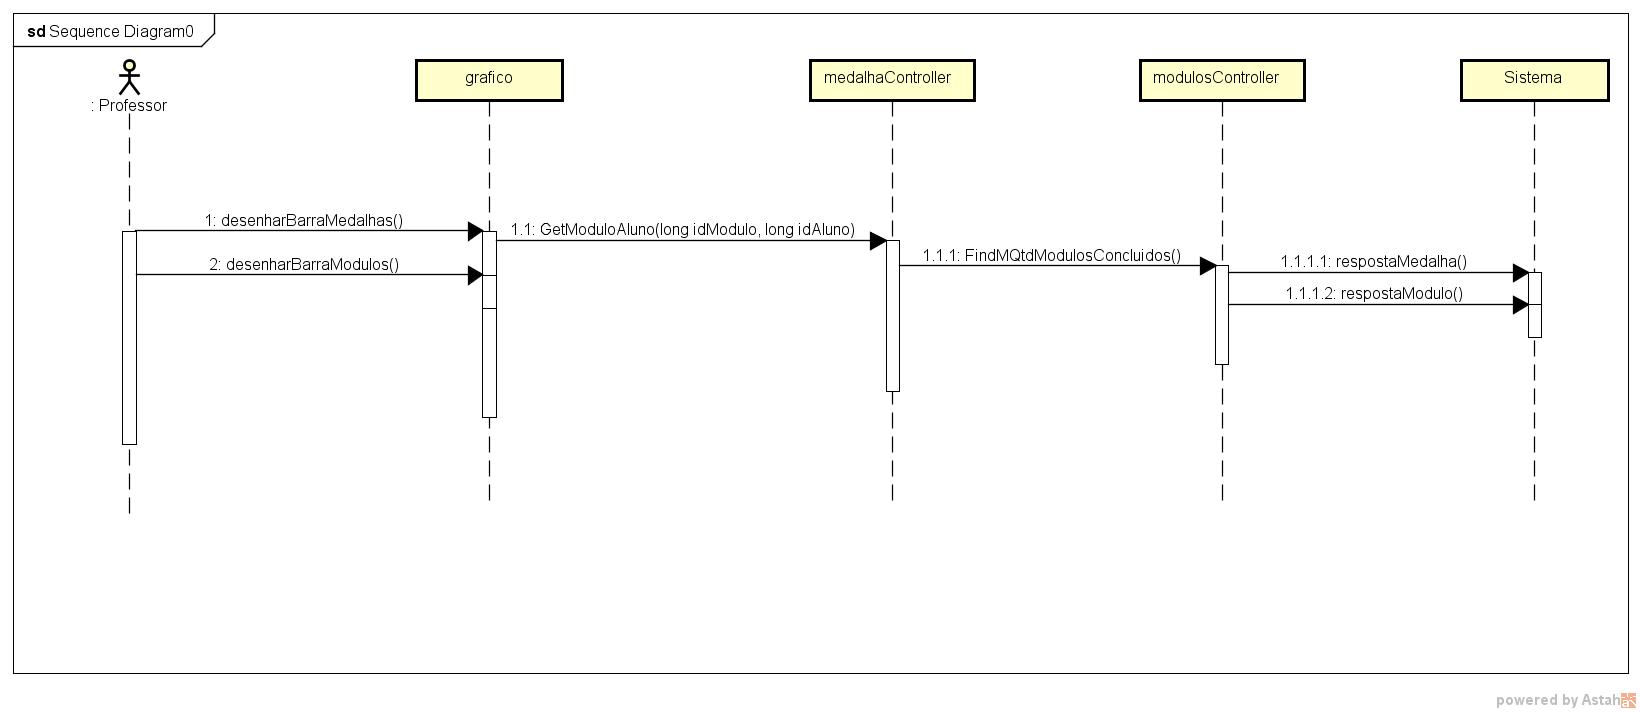 sd Sequence Diagram0
: Professor
grafico
medalhaController
modulosController
Sistema
1: desenharBarraMedalhas()
1.1: GetModuloAluno(long idModulo, long idAluno)
1.1.1: FindMQtdModulosConcluidos()
1.1.1.1: respostaMedalha()
2: desenharBarraModulos()
1.1.1.2: respostaModulo()
powered by Astah